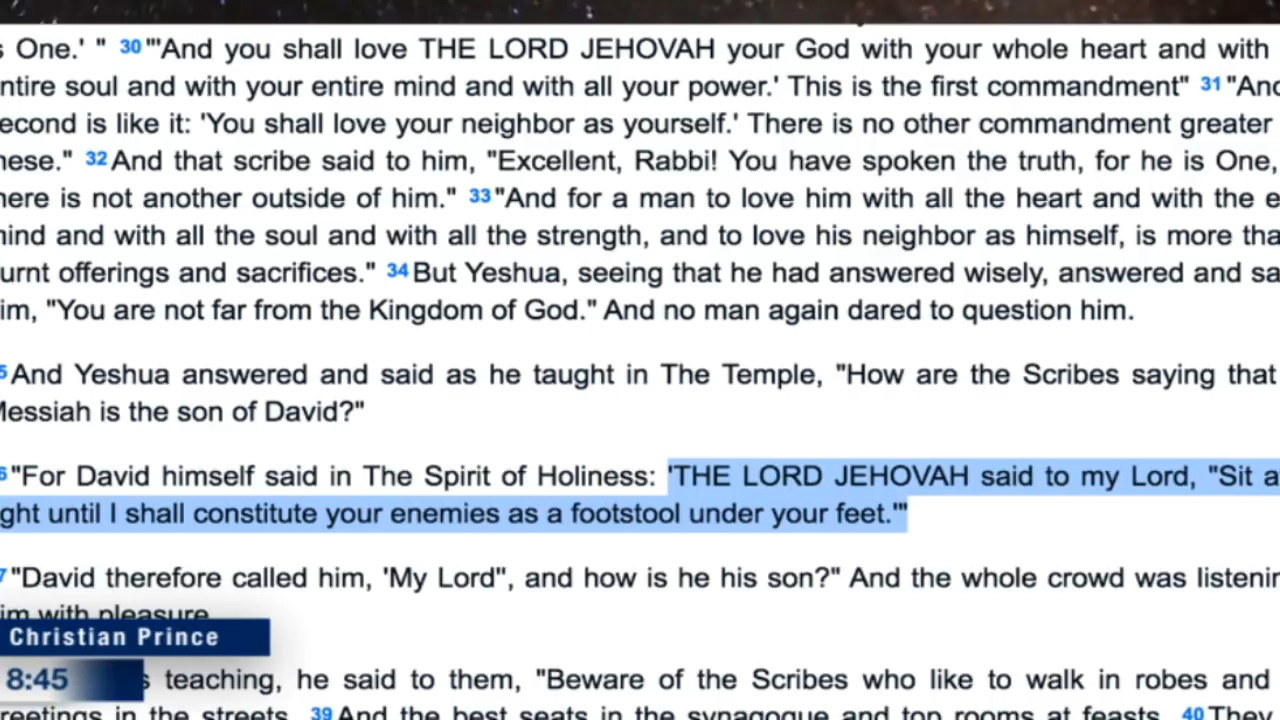 s One.' " 30"'And you shall love THE LORD JEHOVAH your God with your whole heart and with
ntire soul and with your entire mind and with all your power.' This is the first commandment" 31 "And
econd is like it: 'You shall love your neighbor as yourself.' There is no other commandment greater
hese." 32 And that scribe said to him, "Excellent, Rabbi! You have spoken the truth, for he is One,
here is not another outside of him." 33 "And for a man to love him with all the heart and with the e
mind and with all the soul and with all the strength, and to love his neighbor as himself, is more tha
urnt offerings and sacrifices." 34 But Yeshua, seeing that he had answered wisely, answered and sa
im, "You are not far from the Kingdom of God." And no man again dared to question him.
5 And Yeshua answered and said as he taught in The Temple, "How are the Scribes saying that
Messiah is the son of David?"
6 "For David himself said in The Spirit of Holiness: 'THE LORD JEHOVAH said to my Lord, "Sit a
ght until I shall constitute your enemies as a footstool under your feet.'"
7 "David therefore called him, 'My Lord", and how is he his son?" And the whole crowd was listenin
im with pleasure
Christian Prince
8:45
s teaching, he said to them, "Beware of the Scribes who like to walk in robes and
reetings in the streets, 39 And the best seats in the synagogue and top rooms at feasts. 40 They